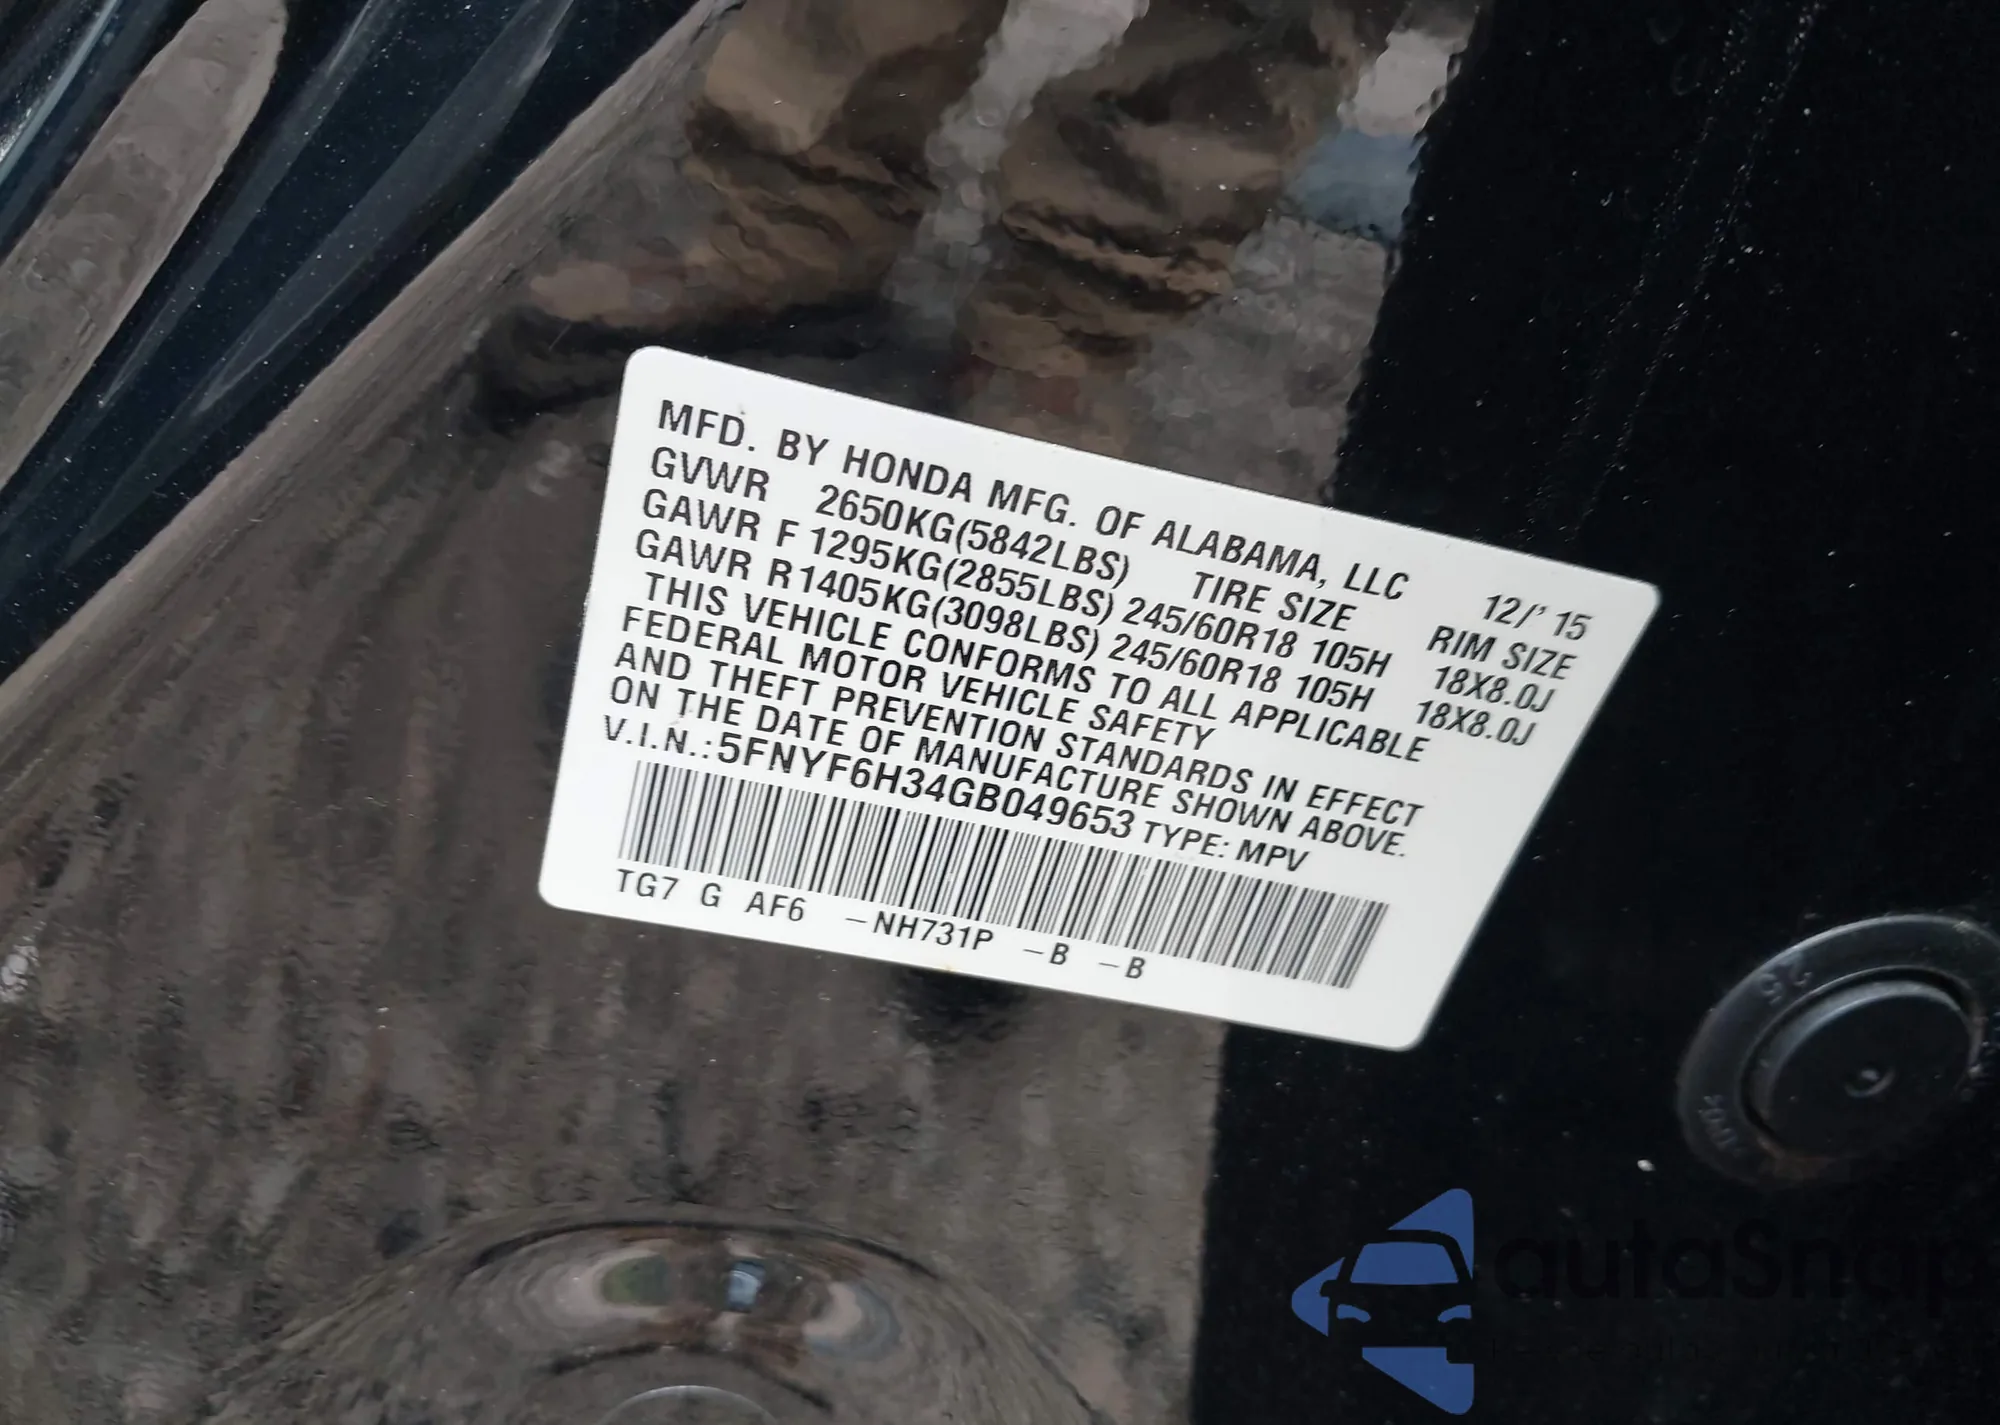 MFD. BY HONDA MFG. OF ALABAMA, LLC 12/' 15
GVWR 2650KG(5842LBS) TIRE SIZE RIM SIZE
GAWR F 1295KG(2855LBS) 245/60R18 105H 18X8.0J
GAWR R 1405KG(3098LBS) 245/60R18 105H 18X8.0J
THIS VEHICLE CONFORMS TO ALL APPLICABLE
FEDERAL MOTOR VEHICLE SAFETY
AND THEFT PREVENTION STANDARDS IN EFFECT
ON THE DATE OF MANUFACTURE SHOWN ABOVE.
V.I.N.: 5FNYF6H34GB049653 TYPE: MPV
TG7 G AF6 –NH731P –B –B
25
autoSnap